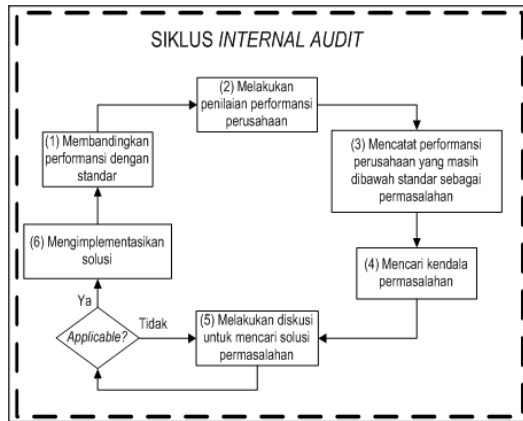 SIKLUS INTERNAL AUDIT
(2) Melakukan
penilaian performansi
perusahaan
(1) Membandingkan
performansi dengan
standar
(3) Mencatat performansi
perusahaan yang masih
dibawah standar sebagai
permasalahan
(6) Mengimplementasikan
solusi
(4) Mencari kendala
permasalahan
Ya
Applicable?
Tidak
(5) Melakukan diskusi
untuk mencari solusi
permasalahan